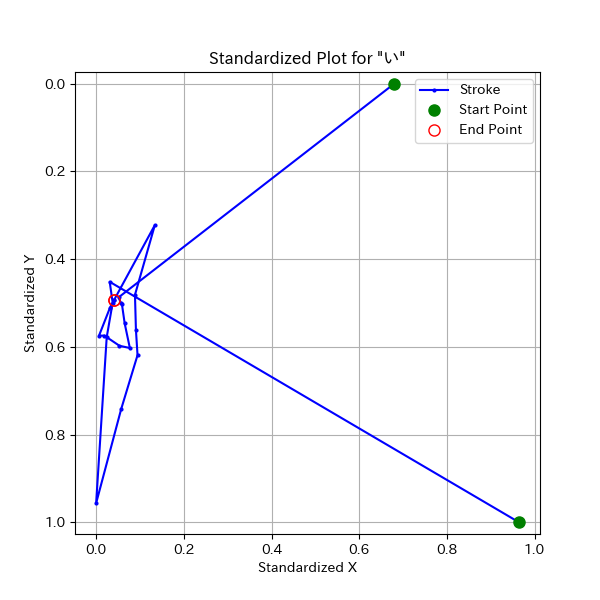 Standardized Plot for "い"
Stroke
Start Point
End Point
Standardized Y
0.0
0.2
0.4
0.6
0.8
1.0
0.0 0.2 0.4 0.6 0.8 1.0
Standardized X